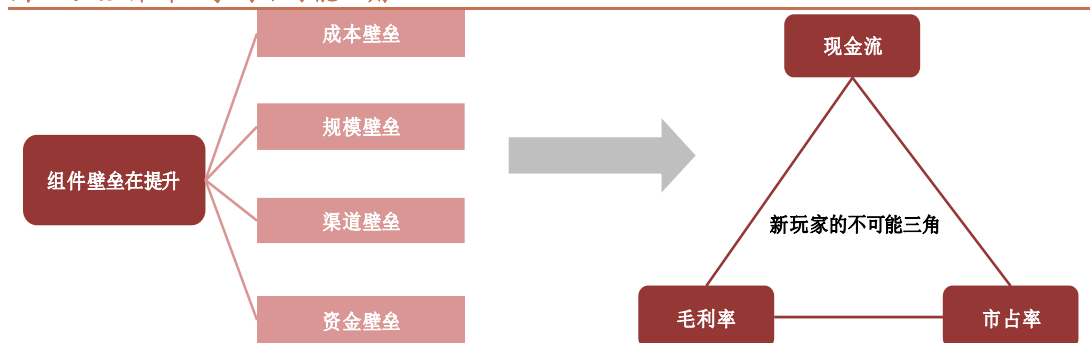 成本壁垒
规模壁垒
组件壁垒在提升
渠道壁垒
资金壁垒
现金流
新玩家的不可能三角
毛利率
市占率